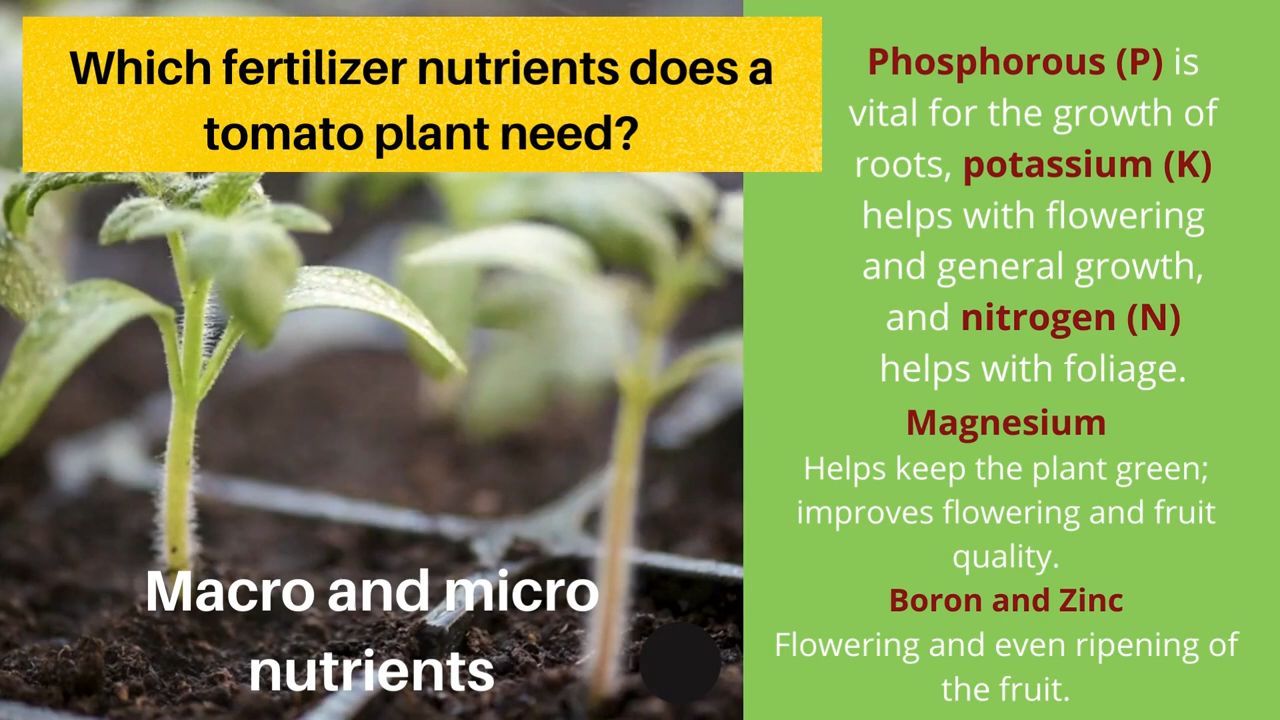 Which fertilizer nutrients does a
tomato plant need?
Macro and micro
nutrients
Phosphorous (P) is
vital for the growth of
roots, potassium (K)
helps with flowering
and general growth,
and nitrogen (N)
helps with foliage.
Magnesium
Helps keep the plant green;
improves flowering and fruit
quality.
Boron and Zinc
Flowering and even ripening of
the fruit.